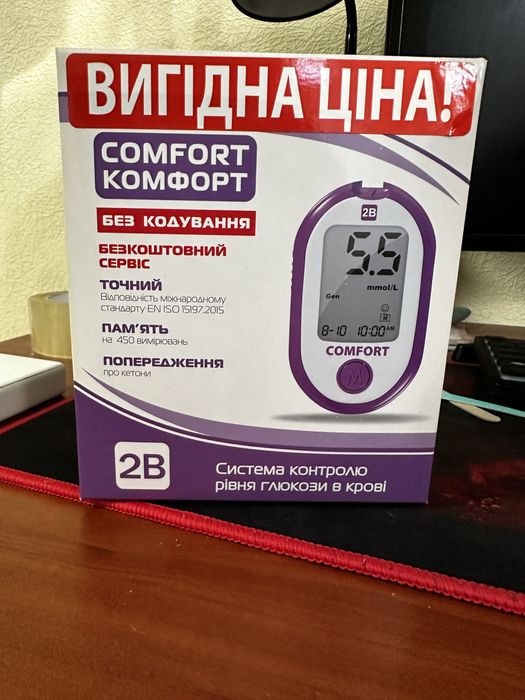 ВИГІДНА ЦІНА!
COMFORT
КОМФОРТ
БЕЗ КОДУВАННЯ
БЕЗКОШТОВНИЙ
СЕРВІС
ТОЧНИЙ
Відповідність міжнародному
стандарту EN ISO 15197:2015
ПАМ'ЯТЬ
на 450 вимірювань
ПОПЕРЕДЖЕННЯ
про кетони
2B
5.5
mmol/L
Gen
M
8-10 10:00 AM
COMFORT
M
2B
Система контролю
рівня глюкози в крові